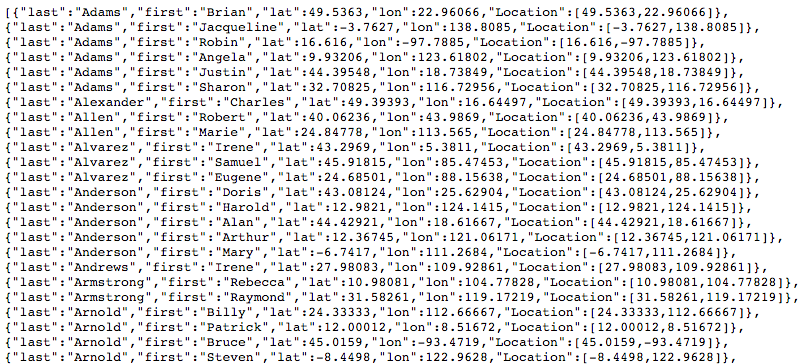 [{"last":"Adams","first":"Brian","lat":49.5363,"lon":22.96066,"Location":[49.5363,22.96066]},
{"last":"Adams","first":"Jacqueline","lat":-3.7627,"lon":138.8085,"Location":[-3.7627,138.8085]},
{"last":"Adams","first":"Robin","lat":16.616,"lon":-97.7885,"Location":[16.616,-97.7885]},
{"last":"Adams","first":"Angela","lat":9.93206,"lon":123.61802,"Location":[9.93206,123.61802]},
{"last":"Adams","first":"Justin","lat":44.39548,"lon":18.73849,"Location":[44.39548,18.73849]},
{"last":"Adams","first":"Sharon","lat":32.70825,"lon":116.72956,"Location":[32.70825,116.72956]},
{"last":"Alexander","first":"Charles","lat":49.39393,"lon":16.64497,"Location":[49.39393,16.64497]},
{"last":"Allen","first":"Robert","lat":40.06236,"lon":43.9869,"Location":[40.06236,43.9869]},
{"last":"Allen","first":"Marie","lat":24.84778,"lon":113.565,"Location":[24.84778,113.565]},
{"last":"Alvarez","first":"Irene","lat":43.2969,"lon":5.3811,"Location":[43.2969,5.3811]},
{"last":"Alvarez","first":"Samuel","lat":45.91815,"lon":85.47453,"Location":[45.91815,85.47453]},
{"last":"Alvarez","first":"Eugene","lat":24.68501,"lon":88.15638,"Location":[24.68501,88.15638]},
{"last":"Anderson","first":"Doris","lat":43.08124,"lon":25.62904,"Location":[43.08124,25.62904]},
{"last":"Anderson","first":"Harold","lat":12.9821,"lon":124.1415,"Location":[12.9821,124.1415]},
{"last":"Anderson","first":"Alan","lat":44.42921,"lon":18.61667,"Location":[44.42921,18.61667]},
{"last":"Anderson","first":"Arthur","lat":12.36745,"lon":121.06171,"Location":[12.36745,121.06171]},
{"last":"Anderson","first":"Mary","lat":-6.7417,"lon":111.2684,"Location":[-6.7417,111.2684]},
{"last":"Andrews","first":"Irene","lat":27.98083,"lon":109.92861,"Location":[27.98083,109.92861]},
{"last":"Armstrong","first":"Rebecca","lat":10.98081,"lon":104.77828,"Location":[10.98081,104.77828]},
{"last":"Armstrong","first":"Raymond","lat":31.58261,"lon":119.17219,"Location":[31.58261,119.17219]},
{"last":"Arnold","first":"Billy","lat":24.33333,"lon":112.66667,"Location":[24.33333,112.66667]},
{"last":"Arnold","first":"Patrick","lat":12.00012,"lon":8.51672,"Location":[12.00012,8.51672]},
{"last":"Arnold","first":"Bruce","lat":45.0159,"lon":-93.4719,"Location":[45.0159,-93.4719]},
{"last":"Arnold","first":"Steven","lat":-8.4498,"lon":122.9628,"Location":[-8.4498,122.9628]},